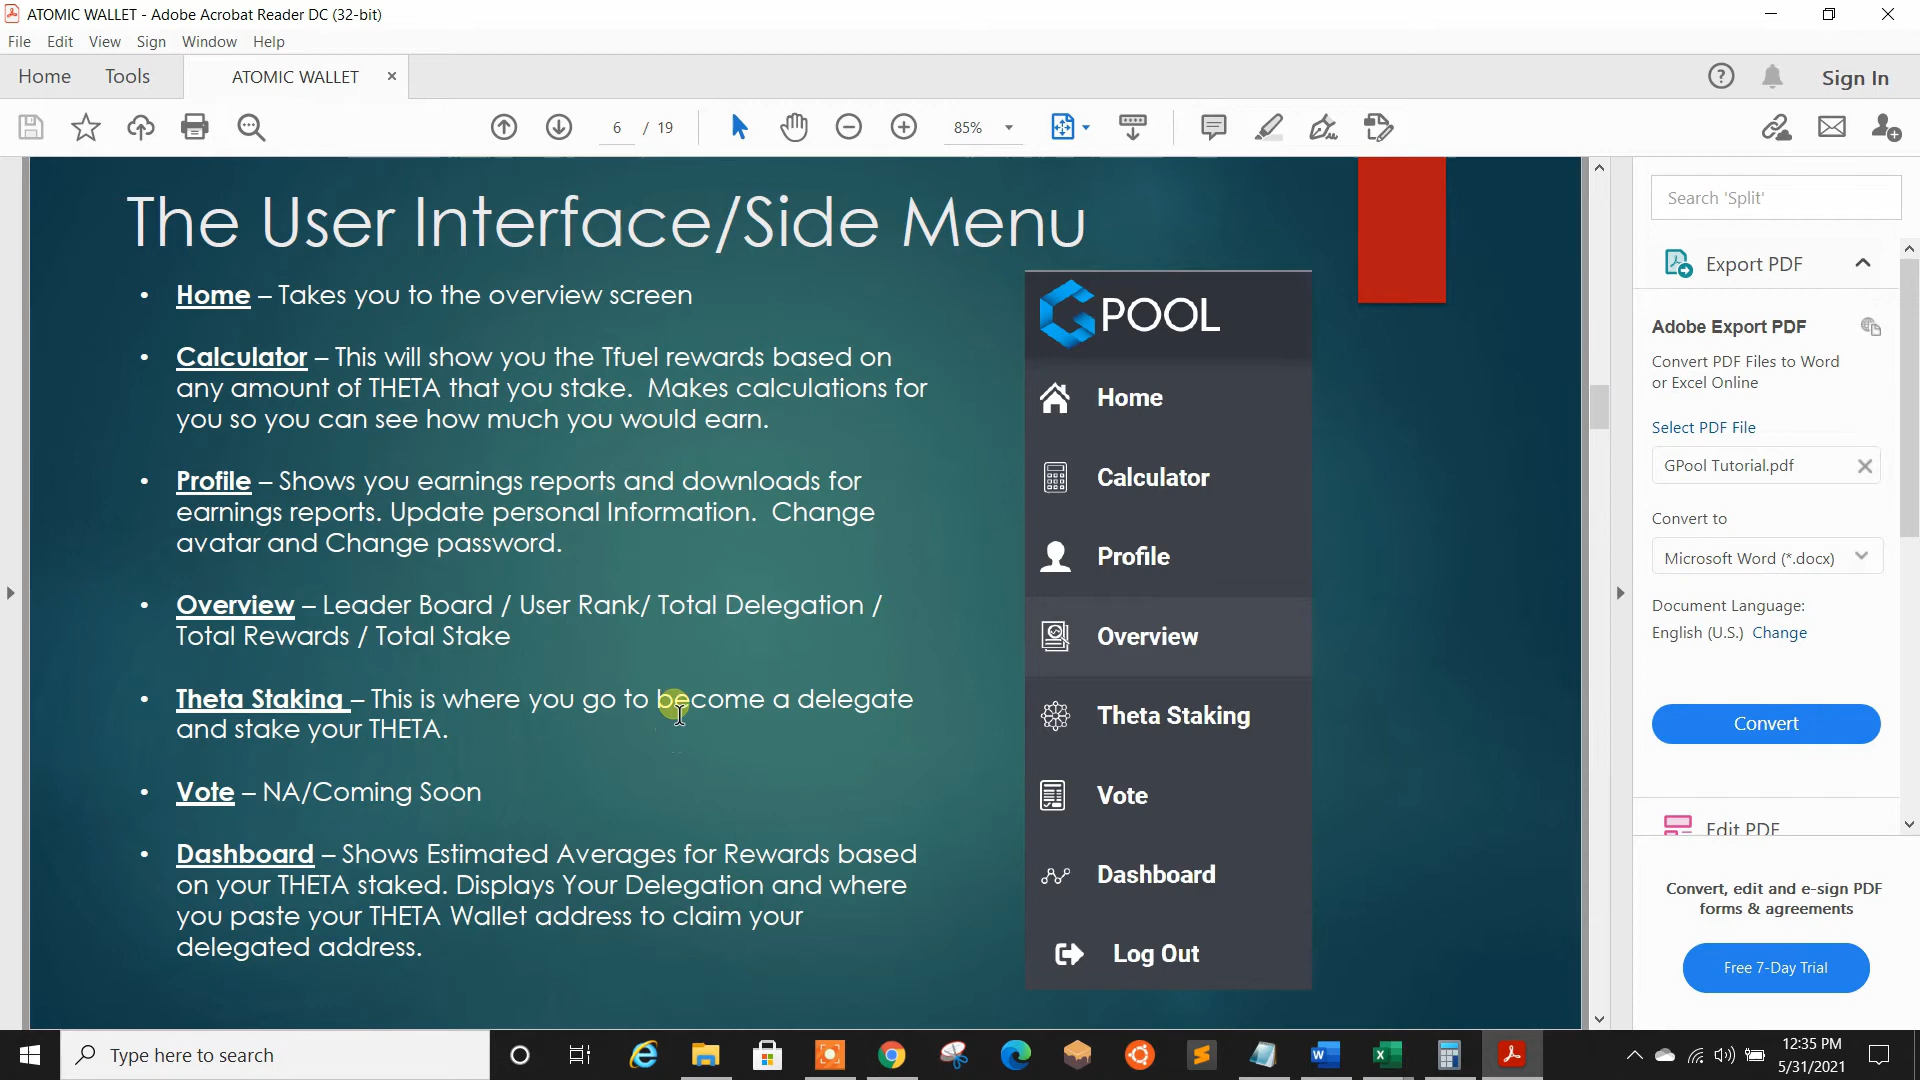 ATOMIC WALLET - Adobe Acrobat Reader DC (32-bit)
File Edit View Sign Window Help
Home Tools ATOMIC WALLET × Sign In
6 / 19 85%
The User Interface/Side Menu
• Home – Takes you to the overview screen
• Calculator – This will show you the Tfuel rewards based on
any amount of THETA that you stake.  Makes calculations for
you so you can see how much you would earn.
• Profile – Shows you earnings reports and downloads for
earnings reports. Update personal Information.  Change
avatar and Change password.
• Overview – Leader Board / User Rank/ Total Delegation /
Total Rewards / Total Stake
• Theta Staking – This is where you go to become a delegate
and stake your THETA.
• Vote – NA/Coming Soon
• Dashboard – Shows Estimated Averages for Rewards based
on your THETA staked. Displays Your Delegation and where
you paste your THETA Wallet address to claim your
delegated address.
GPOOL
Home
Calculator
Profile
Overview
Theta Staking
Vote
Dashboard
Log Out
Search 'Split'
Export PDF
Adobe Export PDF
Convert PDF Files to Word
or Excel Online
Select PDF File
GPool Tutorial.pdf
Convert to
Microsoft Word (*.docx)
Document Language:
English (U.S.) Change
Convert
Edit PDF
Convert, edit and e-sign PDF
forms & agreements
Free 7-Day Trial
Type here to search
12:35 PM
5/31/2021